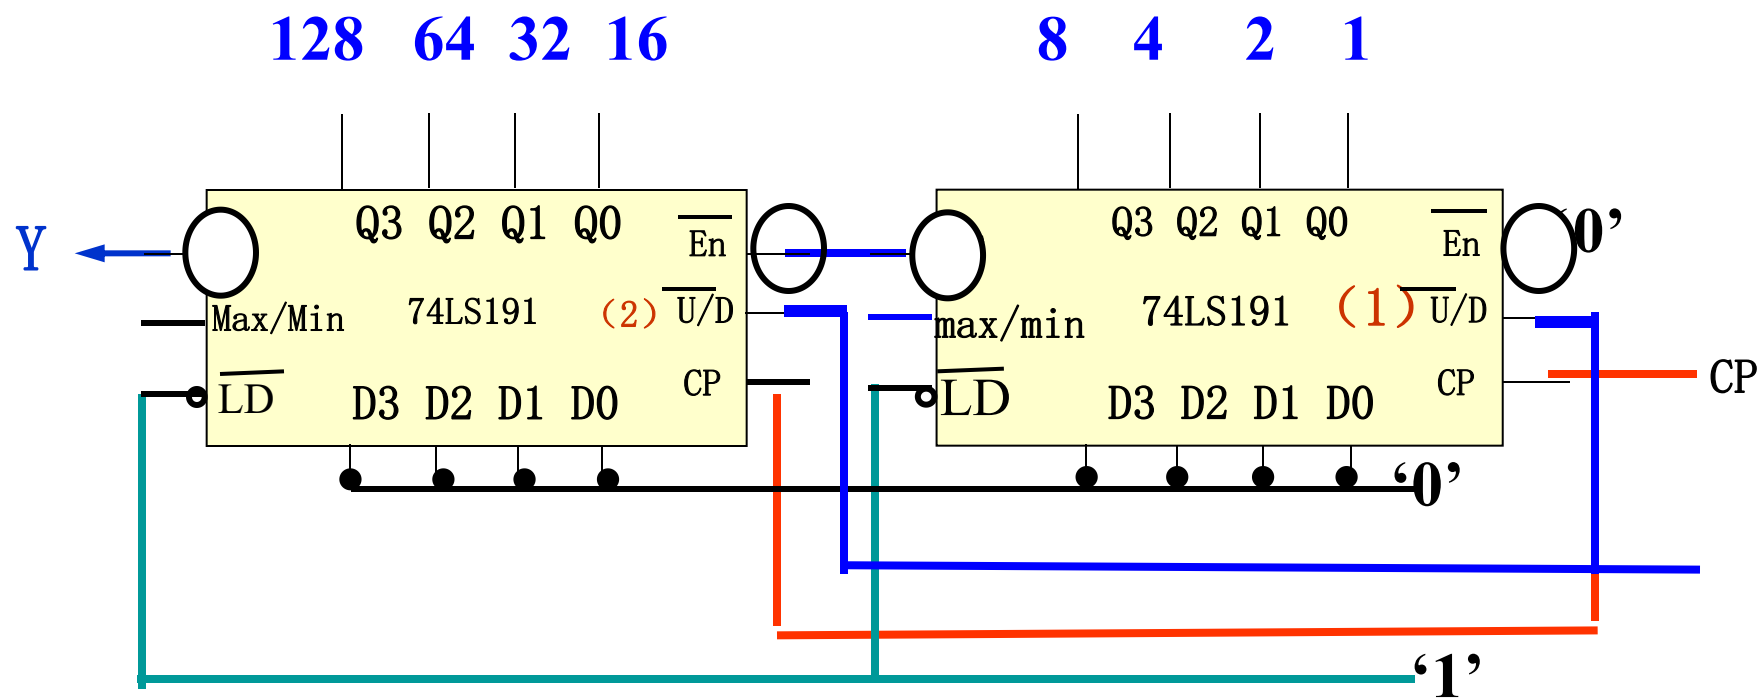 128 64 32 16 8 4 2 1
Q3 Q2 Q1 Q0 En Q3 Q2 Q1 Q0 En ‘0’
Y
Max/Min 74LS191 (2) U/D max/min 74LS191 (1) U/D
CP CP CP
LD D3 D2 D1 D0 LD D3 D2 D1 D0
‘0’
‘1’